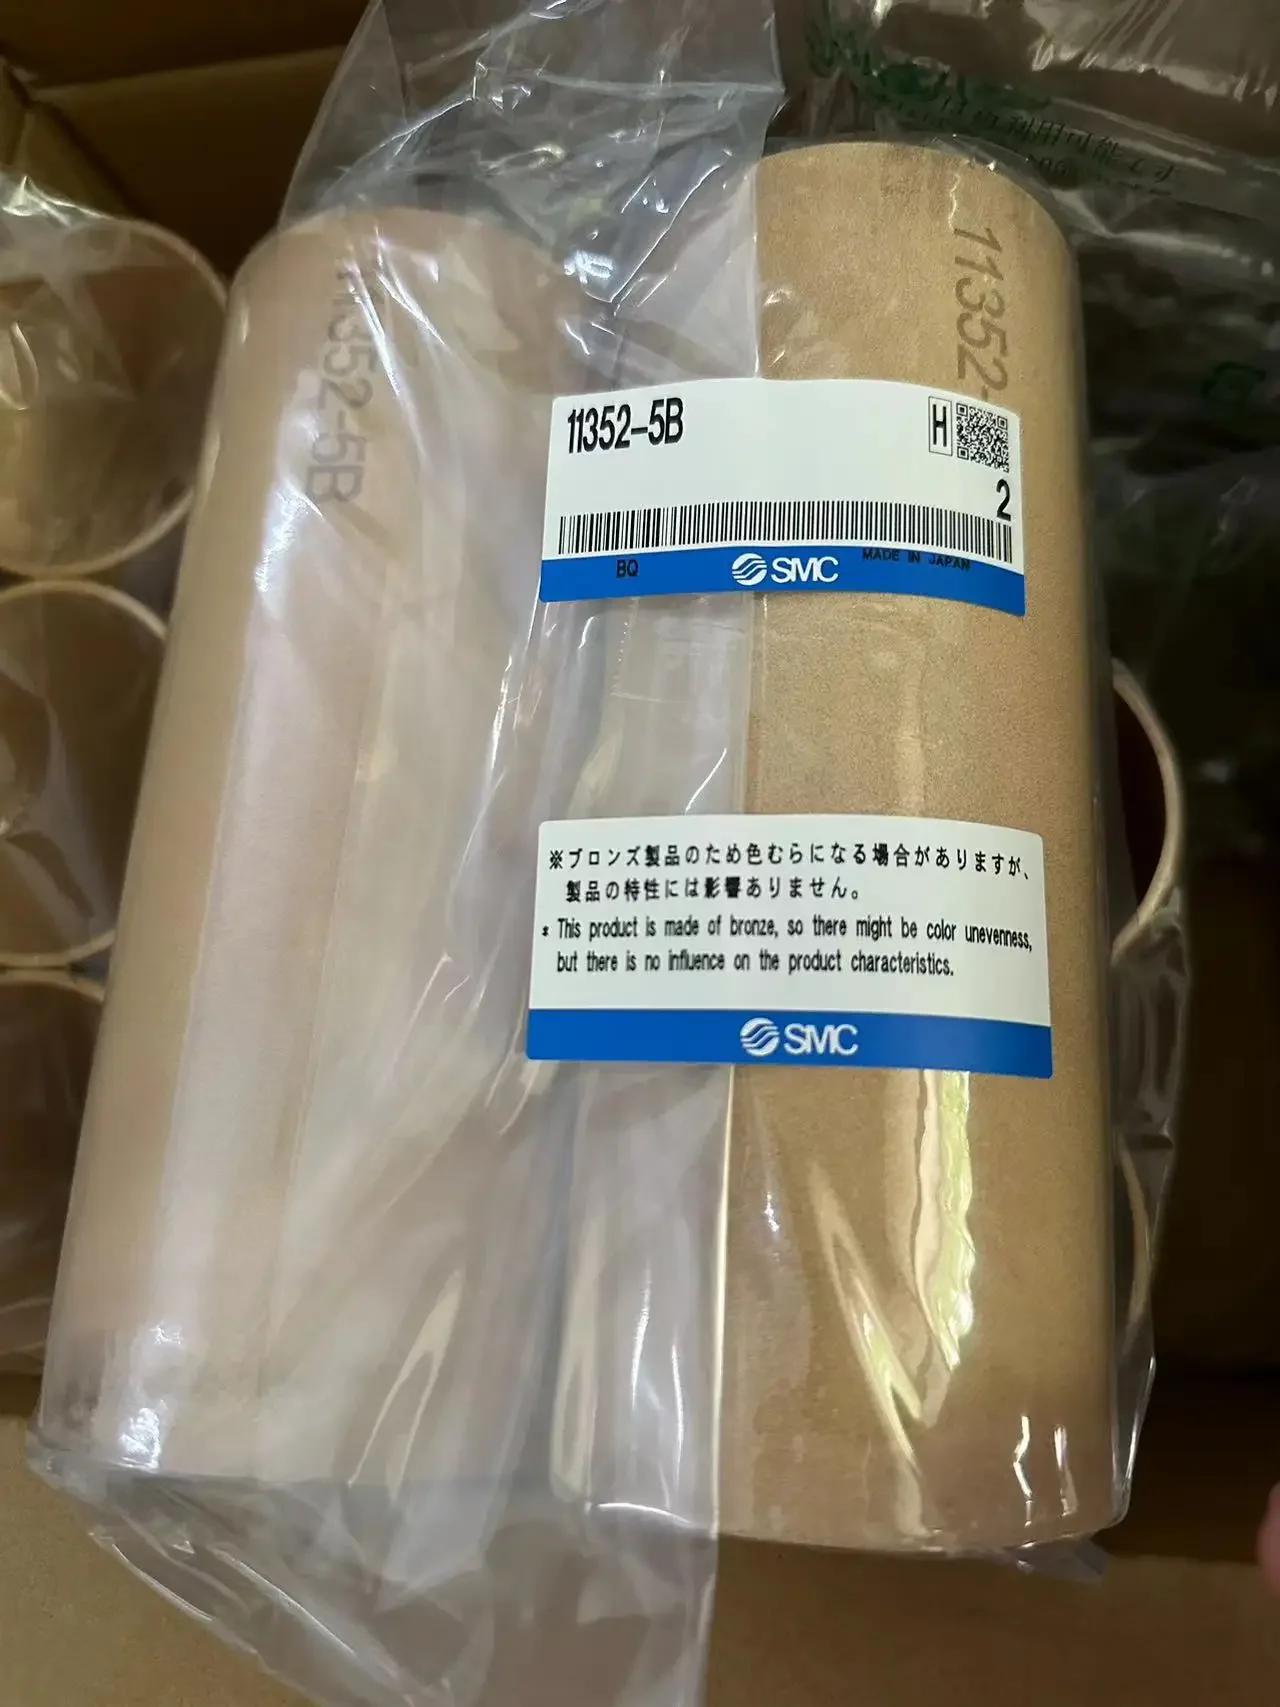 11352-5B
11352-
11352-5B
H
2
BQ
SMC
MADE IN JAPAN
※ブロンズ製品のため色むらになる場合がありますが、
製品の特性には影響ありません。
* This product is made of bronze, so there might be color unevenness,
but there is no influence on the product characteristics.
SMC